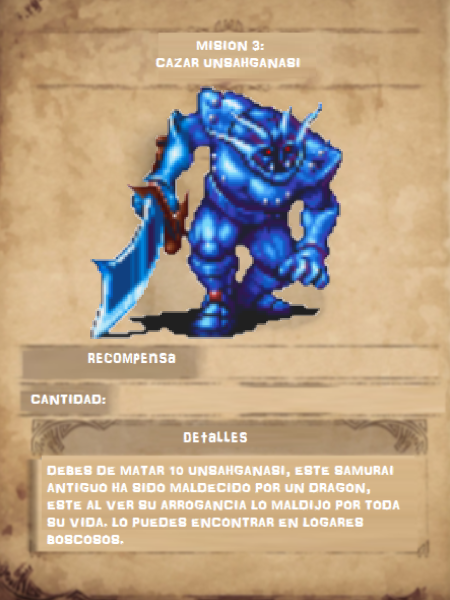 MISION 3:
CAZAR UNSAHGANASI
RECOMPENSA
CANTIDAD:
DETALLES
DEBES DE MATAR 10 UNSAHGANASI, ESTE SAMURAI
ANTIGUO HA SIDO MALDECIDO POR UN DRAGON,
ESTE AL VER SU ARROGANCIA LO MALDIJO POR TODA
SU VIDA. LO PUEDES ENCONTRAR EN LOGARES
BOSCOSOS.